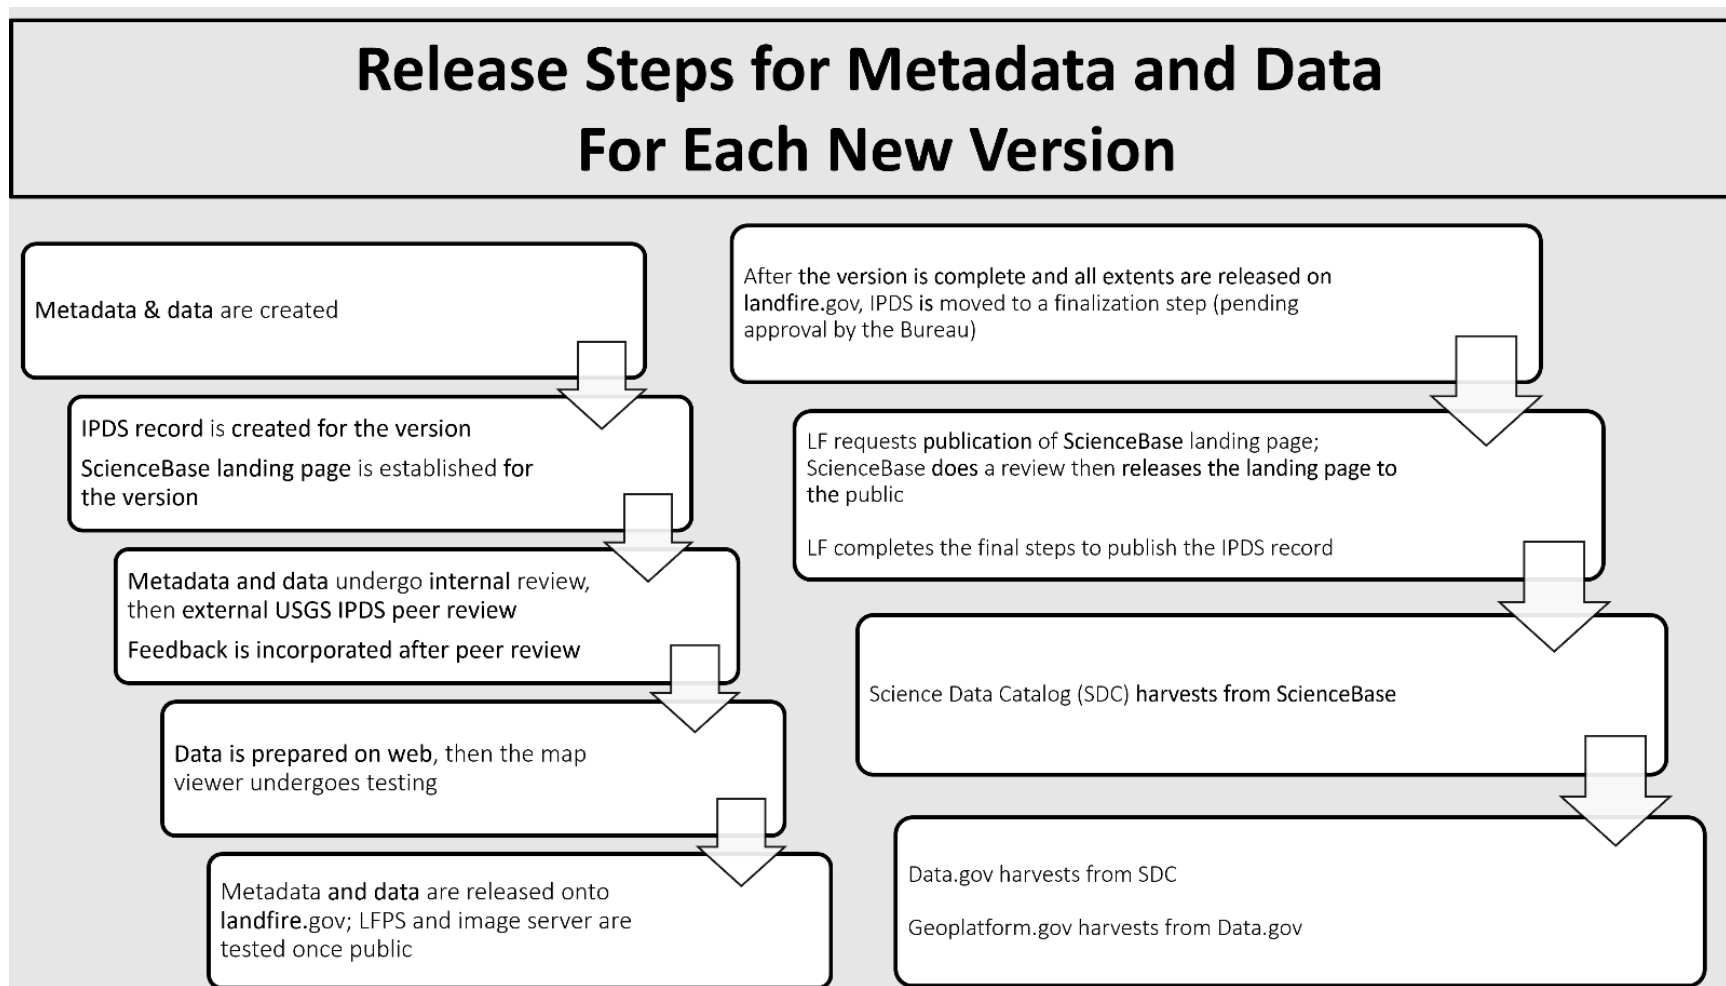 Release Steps for Metadata and Data
For Each New Version
Metadata & data are created
IPDS record is created for the version
ScienceBase landing page is established for
the version
Metadata and data undergo internal review,
then external USGS IPDS peer review
Feedback is incorporated after peer review
Data is prepared on web, then the map
viewer undergoes testing
Metadata and data are released onto
landfire.gov; LFPS and image server are
tested once public
After the version is complete and all extents are released on
landfire.gov, IPDS is moved to a finalization step (pending
approval by the Bureau)
LF requests publication of ScienceBase landing page;
ScienceBase does a review then releases the landing page to
the public
LF completes the final steps to publish the IPDS record
Science Data Catalog (SDC) harvests from ScienceBase
Data.gov harvests from SDC
Geoplatform.gov harvests from Data.gov